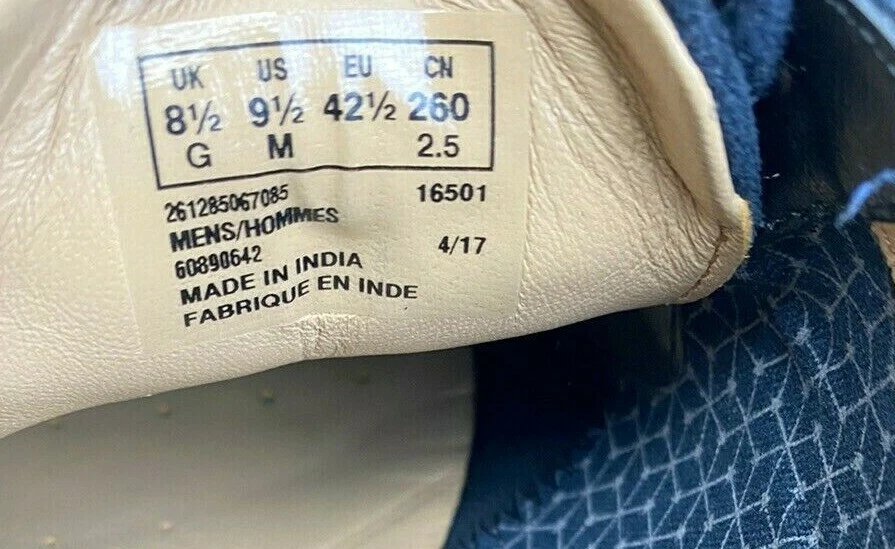 UK US EU CN
8½ 9½ 42½ 260
G M 2.5
261285067085 16501
MENS/HOMMES
60890642 4/17
MADE IN INDIA
FABRIQUE EN INDE